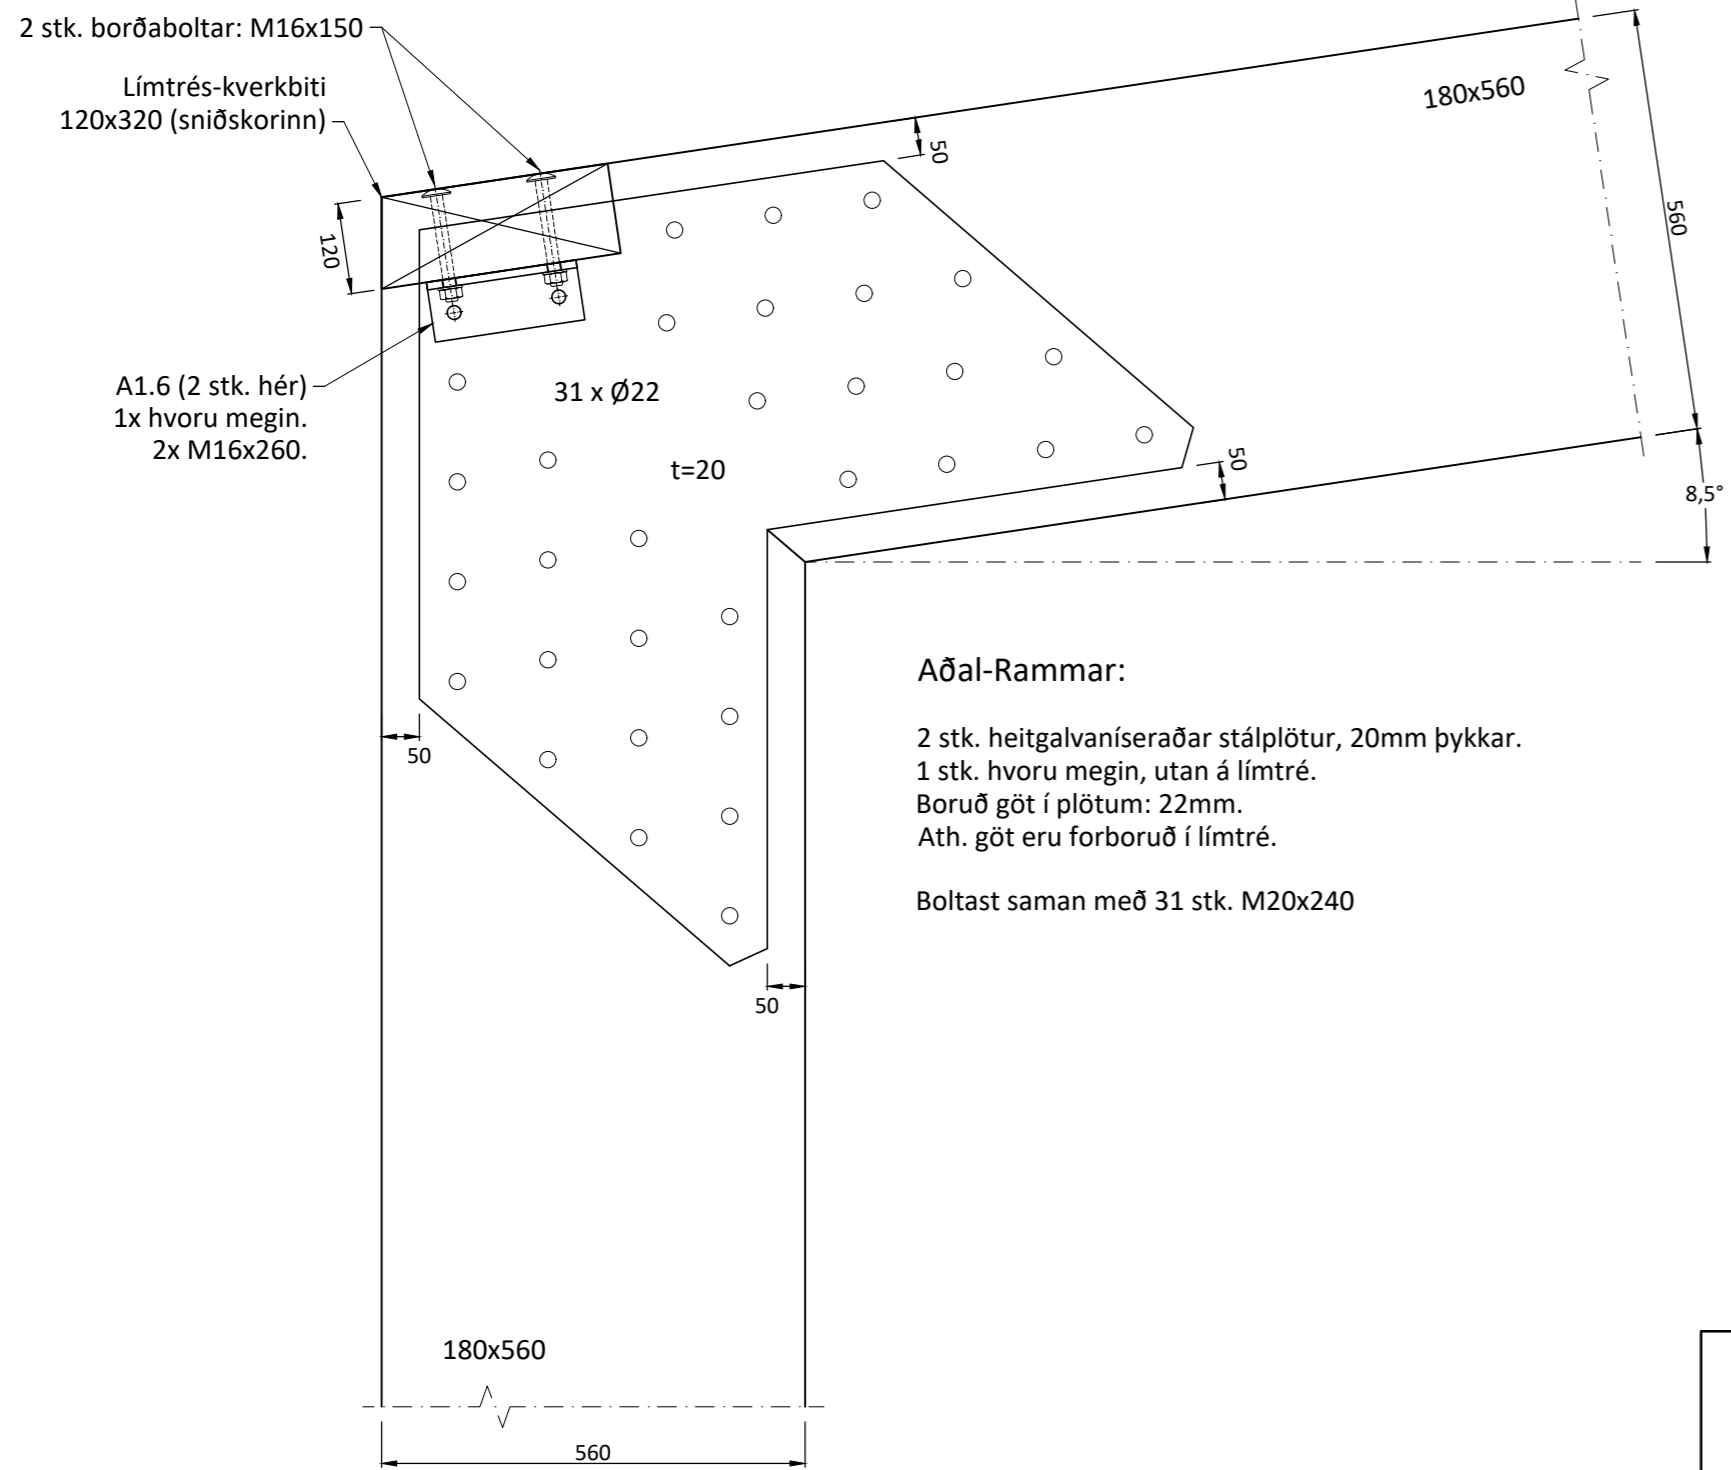 2 stk. borðaboltar: M16x150
Límtrés-kverkbiti
120x320 (sniðskorinn)
120
A1.6 (2 stk. hér)
1x hvoru megin.
2x M16x260.
31 x Ø22
t=20
50
180x560
560
50
8,5°
50
50
Aðal-Rammar:
2 stk. heitgalvaníseraðar stálplötur, 20mm þykkar.
1 stk. hvoru megin, utan á límtré.
Boruð göt í plötum: 22mm.
Ath. göt eru forboruð í límtré.
Boltast saman með 31 stk. M20x240
180x560
560